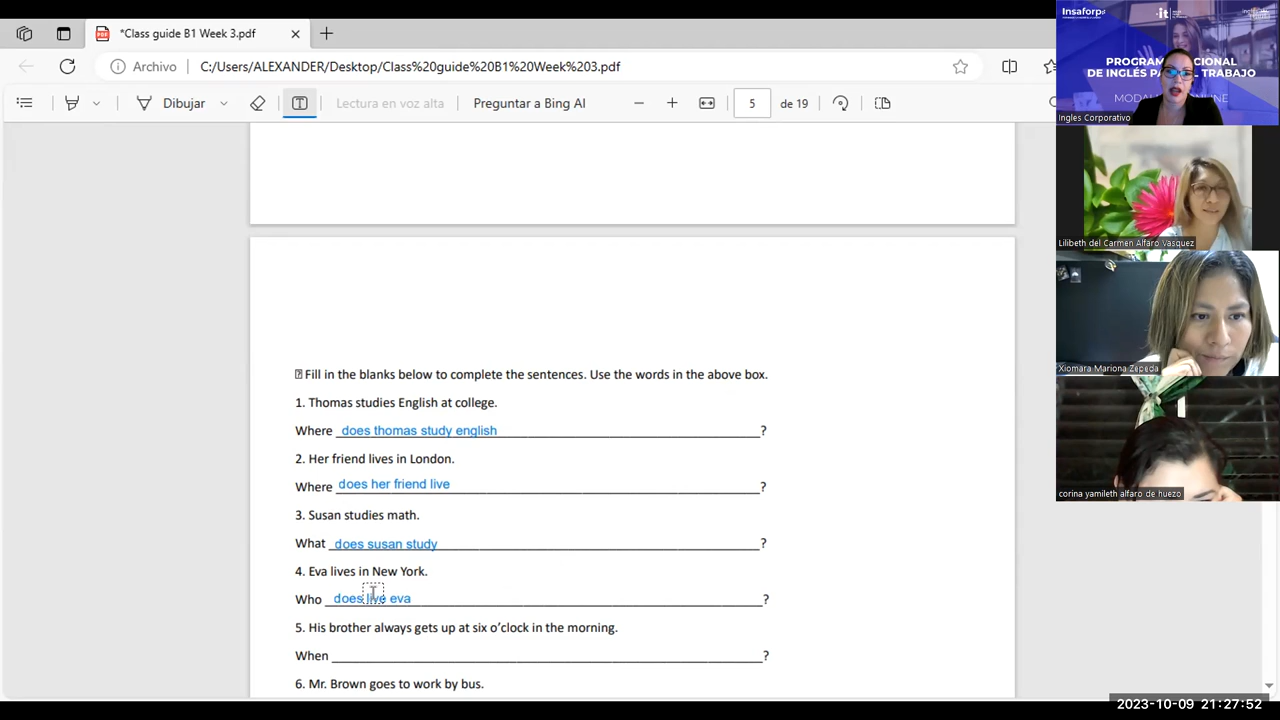 *Class guide B1 Week 3.pdf
Archivo C:/Users/ALEXANDER/Desktop/Class%20guide%20B1%20Week%203.pdf
Dibujar Lectura en voz alta Preguntar a Bing AI 5 de 19
Fill in the blanks below to complete the sentences. Use the words in the above box.
1. Thomas studies English at college.
Where does thomas study english ?
2. Her friend lives in London.
Where does her friend live ?
3. Susan studies math.
What does susan study ?
4. Eva lives in New York.
Who does live eva ?
5. His brother always gets up at six o’clock in the morning.
When ?
6. Mr. Brown goes to work by bus.
Insaforp
DE INGLÉS TRABAJO
Ingles Corporativo
Lilibeth del Carmen Alfaro Vasquez
Xiomara Mariona Zepeda
corina yamileth alfaro de huezo
2023-10-09 21:27:52